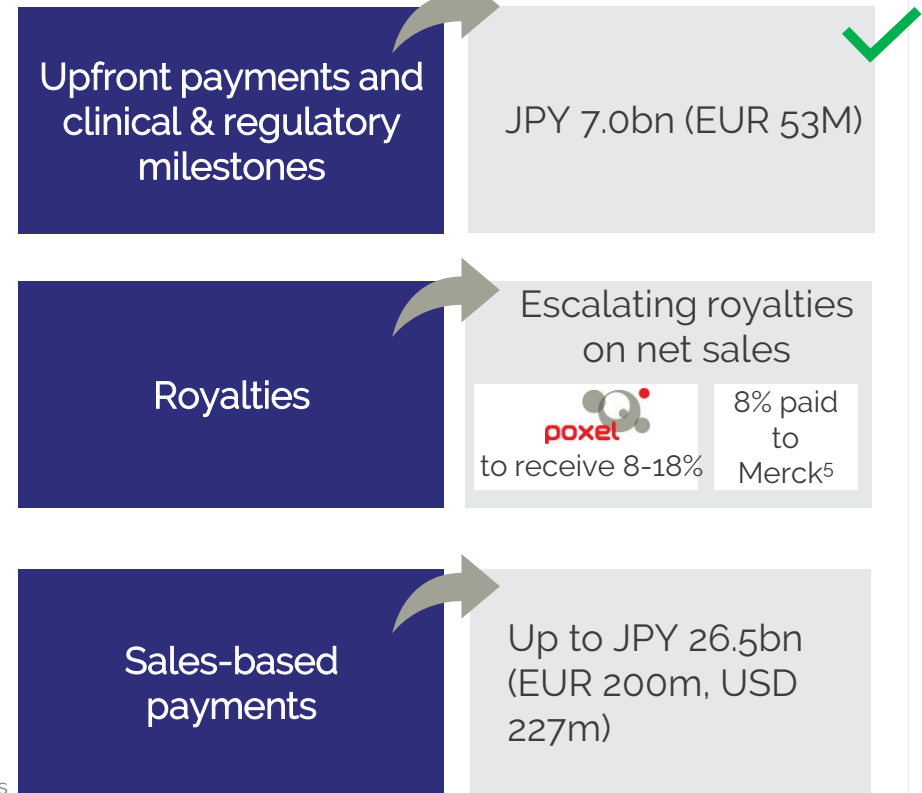 Upfront payments and
clinical & regulatory
milestones
JPY 7.0bn (EUR 53M)
Royalties
Escalating royalties
on net sales
poxel
to receive 8-18%
8% paid
to
Merck⁵
Sales-based
payments
Up to JPY 26.5bn
(EUR 200m, USD
227m)
s